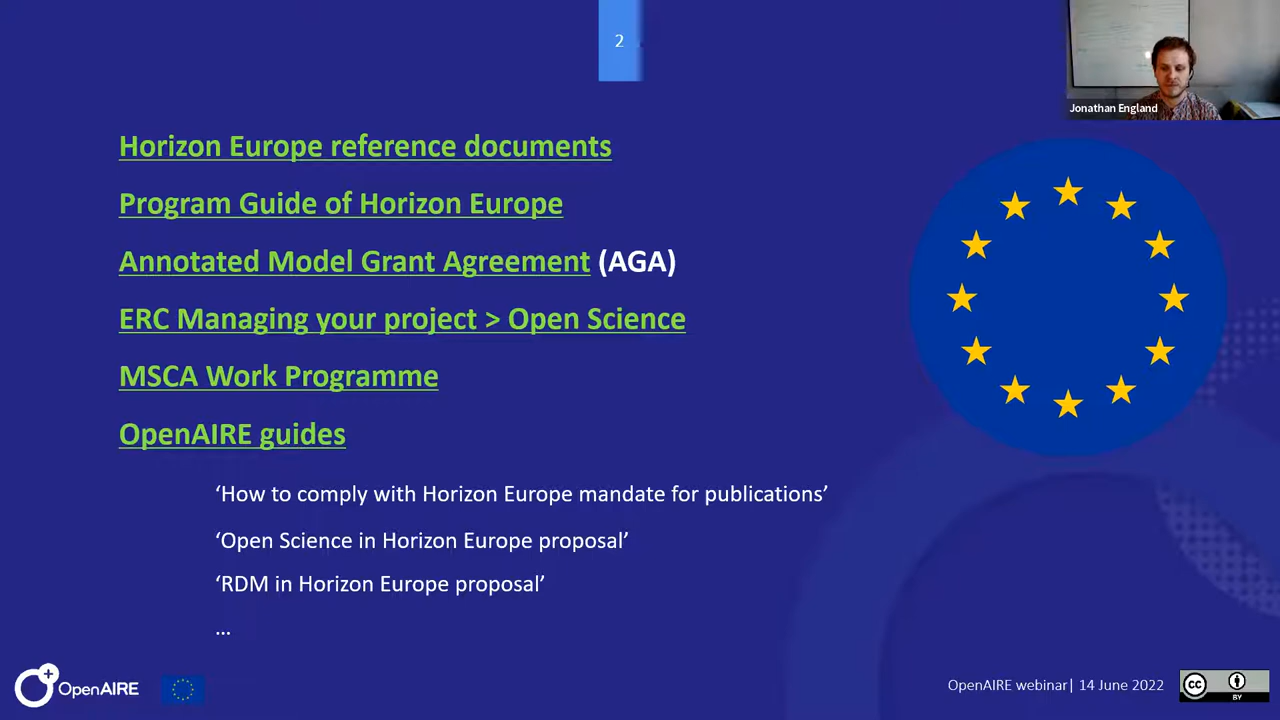 2
Jonathan England
Horizon Europe reference documents
Program Guide of Horizon Europe
Annotated Model Grant Agreement (AGA)
ERC Managing your project > Open Science
MSCA Work Programme
OpenAIRE guides
‘How to comply with Horizon Europe mandate for publications’
‘Open Science in Horizon Europe proposal’
‘RDM in Horizon Europe proposal’
...
OpenAIRE
OpenAIRE webinar| 14 June 2022
cc
BY